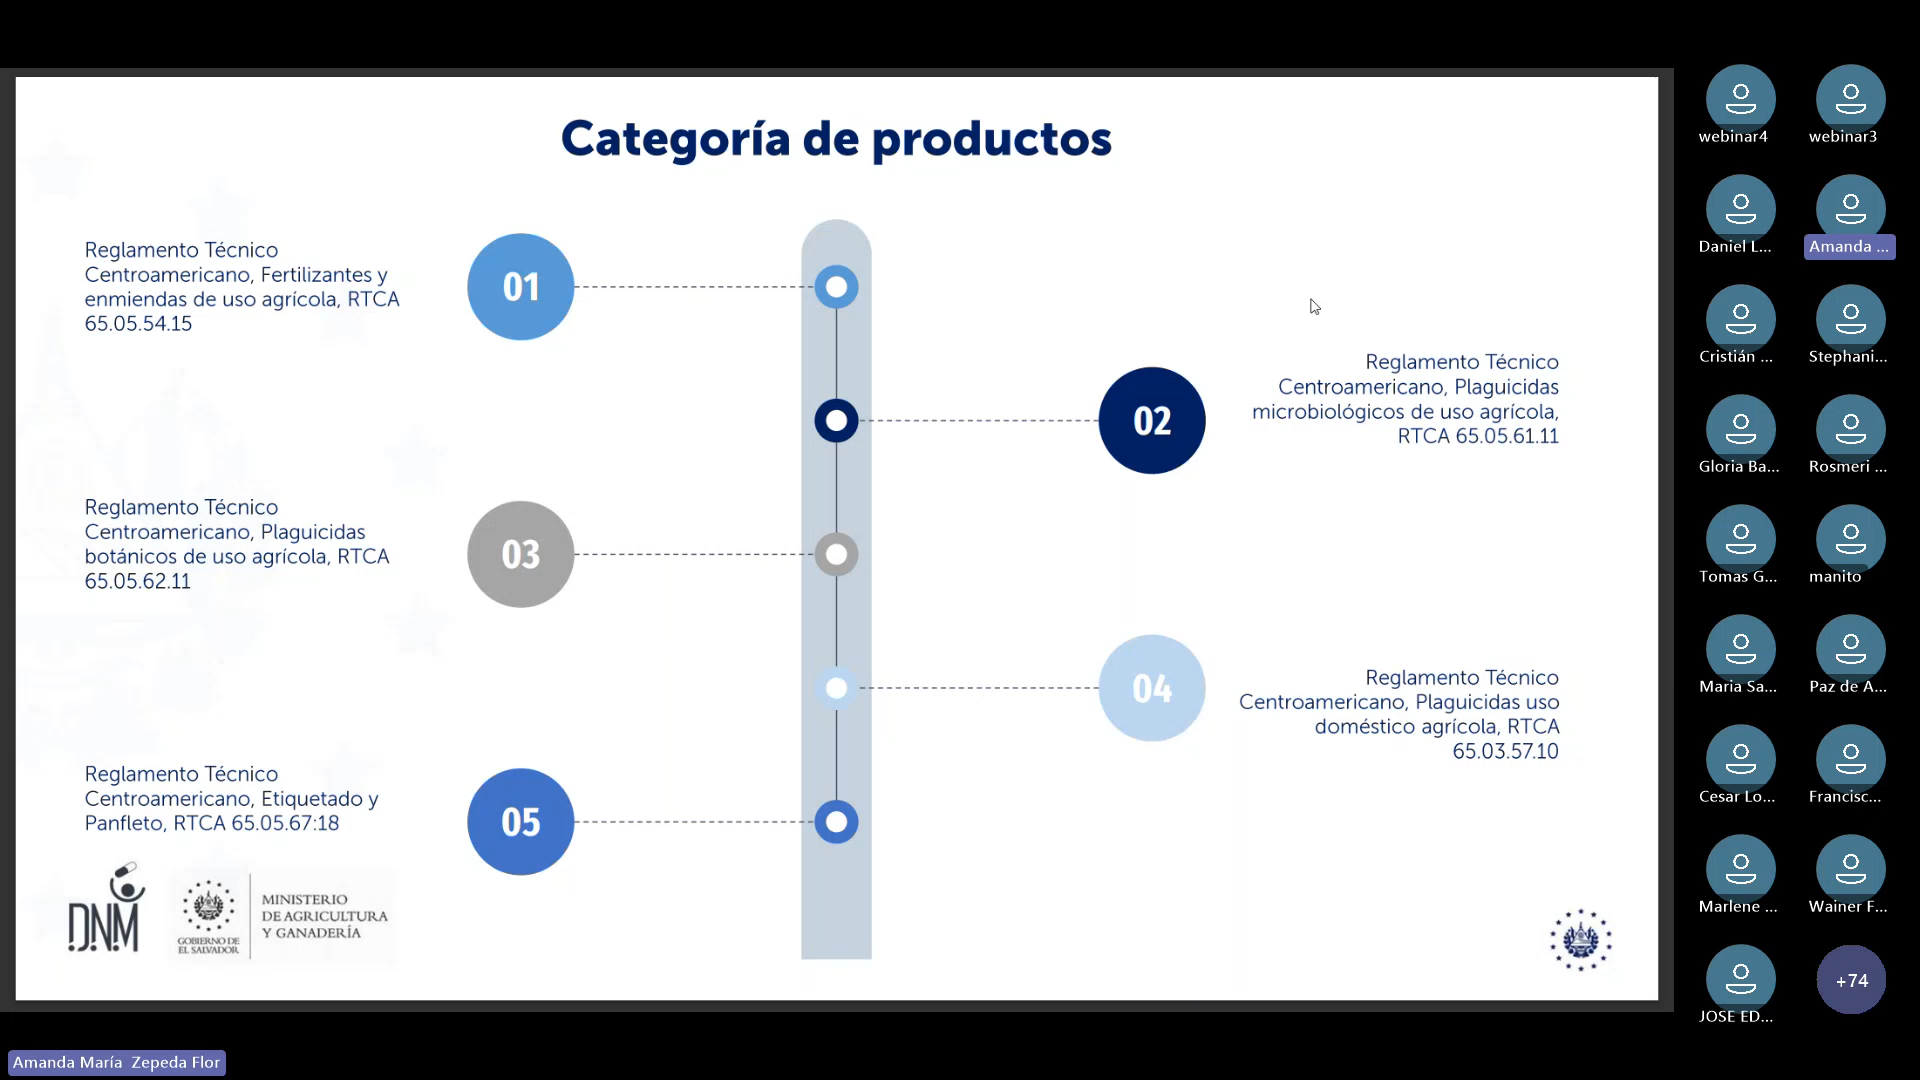 Categoría de productos
Reglamento Técnico
Centroamericano, Fertilizantes y
enmiendas de uso agrícola, RTCA
65.05.54.15
01
Reglamento Técnico
Centroamericano, Plaguicidas
microbiológicos de uso agrícola,
RTCA 65.05.61.11
02
Reglamento Técnico
Centroamericano, Plaguicidas
botánicos de uso agrícola, RTCA
65.05.62.11
03
Reglamento Técnico
Centroamericano, Plaguicidas uso
doméstico agrícola, RTCA
65.03.57.10
04
Reglamento Técnico
Centroamericano, Etiquetado y
Panfleto, RTCA 65.05.67:18
05
DNM
GOBIERNO DE
EL SALVADOR
MINISTERIO
DE AGRICULTURA
Y GANADERÍA
webinar4
webinar3
Daniel L...
Amanda ...
Cristián ...
Stephani...
Gloria Ba...
Rosmeri ...
Tomas G...
manito
Maria Sa...
Paz de A...
Cesar Lo...
Francisc...
Marlene ...
Wainer F...
JOSE ED...
+74
Amanda María Zepeda Flor